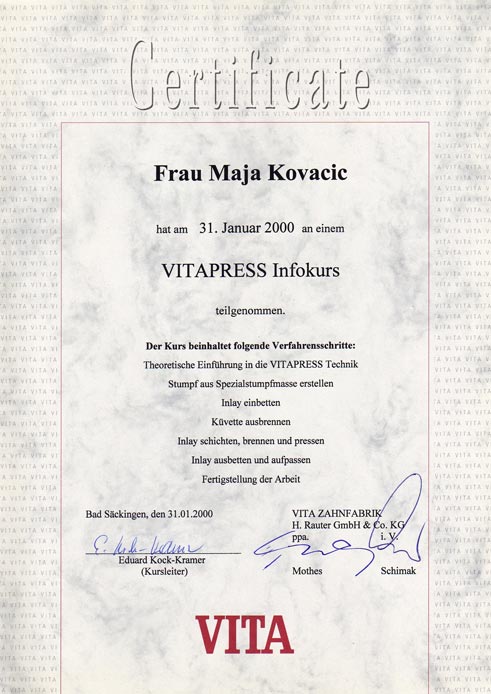 Certificate
Frau Maja Kovacic
hat am 31. Januar 2000 an einem
VITAPRESS Infokurs
teilgenommen.
Der Kurs beinhaltet folgende Verfahrensschritte:
Theoretische Einführung in die VITAPRESS Technik
Stumpf aus Spezialstumpfmasse erstellen
Inlay einbetten
Küvette ausbrennen
Inlay schichten, brennen und pressen
Inlay ausbetten und aufpassen
Fertigstellung der Arbeit
Bad Säckingen, den 31.01.2000
Eduard Kock-Kramer
(Kursleiter)
VITA ZAHNFABRIK
H. Rauter GmbH & Co. KG
ppa. i. V.
Mothes Schimak
VITA